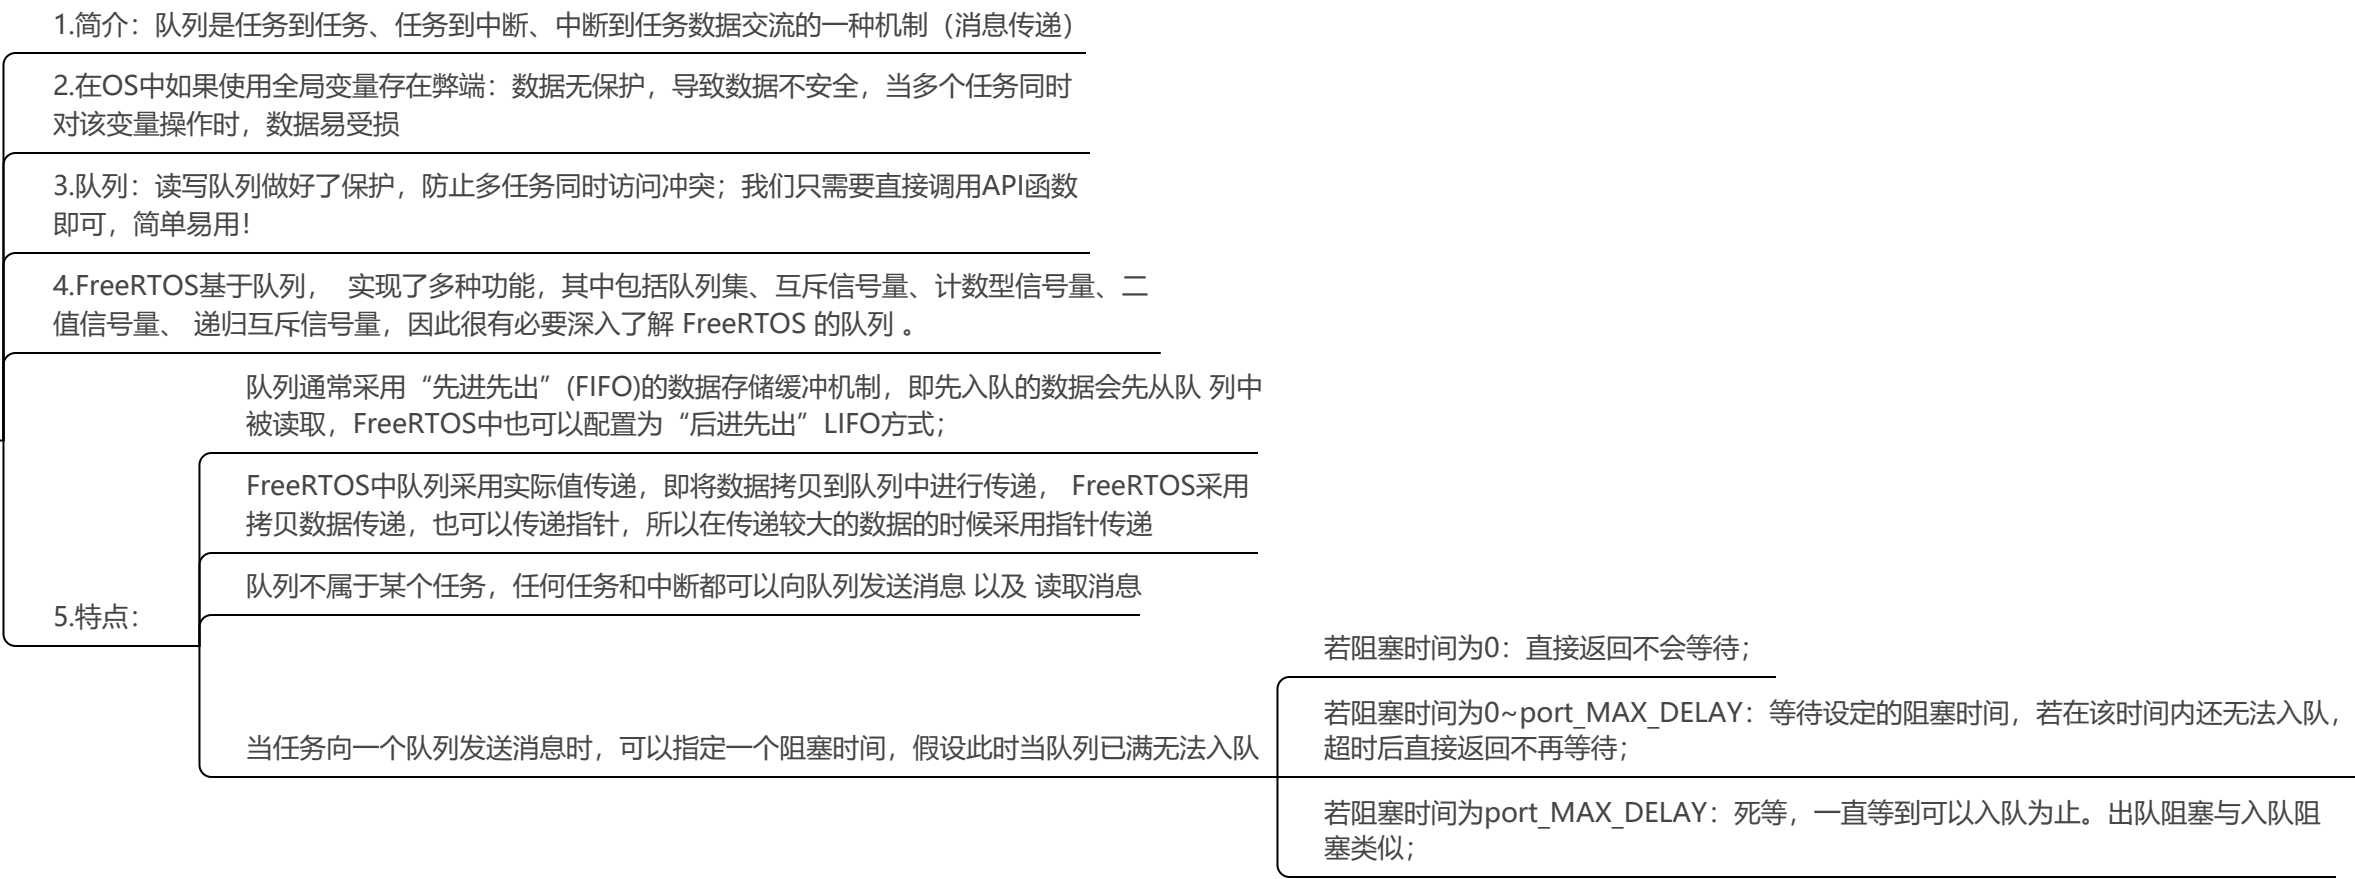 1.简介：队列是任务到任务、任务到中断、中断到任务数据交流的一种机制（消息传递）
2.在OS中如果使用全局变量存在弊端：数据无保护，导致数据不安全，当多个任务同时
对该变量操作时，数据易受损
3.队列：读写队列做好了保护，防止多任务同时访问冲突；我们只需要直接调用API函数
即可，简单易用！
4.FreeRTOS基于队列， 实现了多种功能，其中包括队列集、互斥信号量、计数型信号量、二
值信号量、 递归互斥信号量，因此很有必要深入了解 FreeRTOS 的队列 。
5.特点：
队列通常采用“先进先出”(FIFO)的数据存储缓冲机制，即先入队的数据会先从队 列中
被读取，FreeRTOS中也可以配置为“后进先出”LIFO方式；
FreeRTOS中队列采用实际值传递，即将数据拷贝到队列中进行传递， FreeRTOS采用
拷贝数据传递，也可以传递指针，所以在传递较大的数据的时候采用指针传递
队列不属于某个任务，任何任务和中断都可以向队列发送消息 以及 读取消息
当任务向一个队列发送消息时，可以指定一个阻塞时间，假设此时当队列已满无法入队
若阻塞时间为0：直接返回不会等待；
若阻塞时间为0~port_MAX_DELAY：等待设定的阻塞时间，若在该时间内还无法入队，
超时后直接返回不再等待；
若阻塞时间为port_MAX_DELAY：死等，一直等到可以入队为止。出队阻塞与入队阻
塞类似；